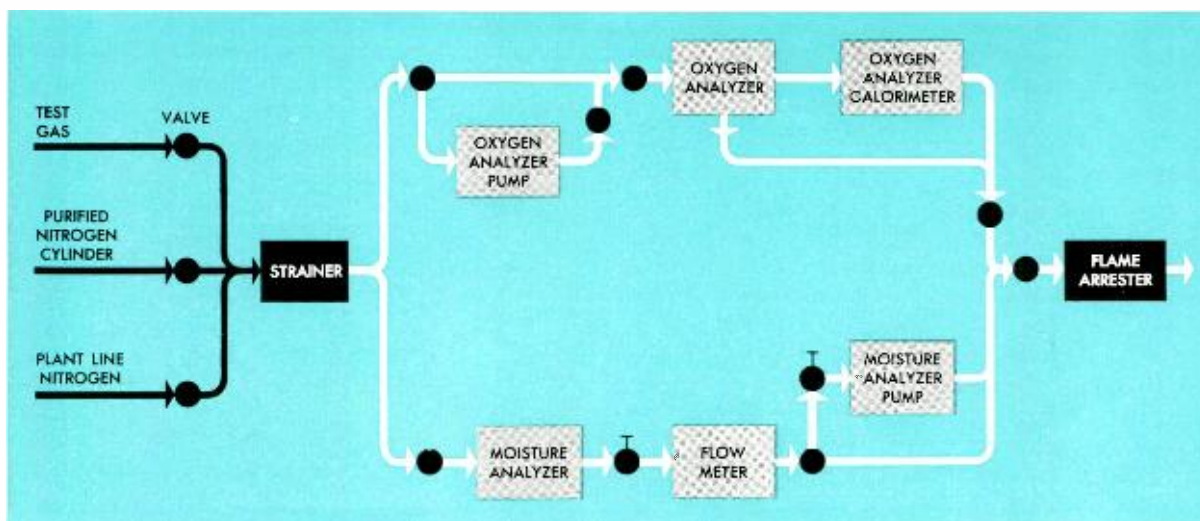 TEST
GAS
VALVE
PURIFIED
NITROGEN
CYLINDER
PLANT LINE
NITROGEN
STRAINER
OXYGEN
ANALYZER
PUMP
OXYGEN
ANALYZER
OXYGEN
ANALYZER
CALORIMETER
FLAME
ARRESTER
MOISTURE
ANALYZER
PUMP
MOISTURE
ANALYZER
FLOW
METER